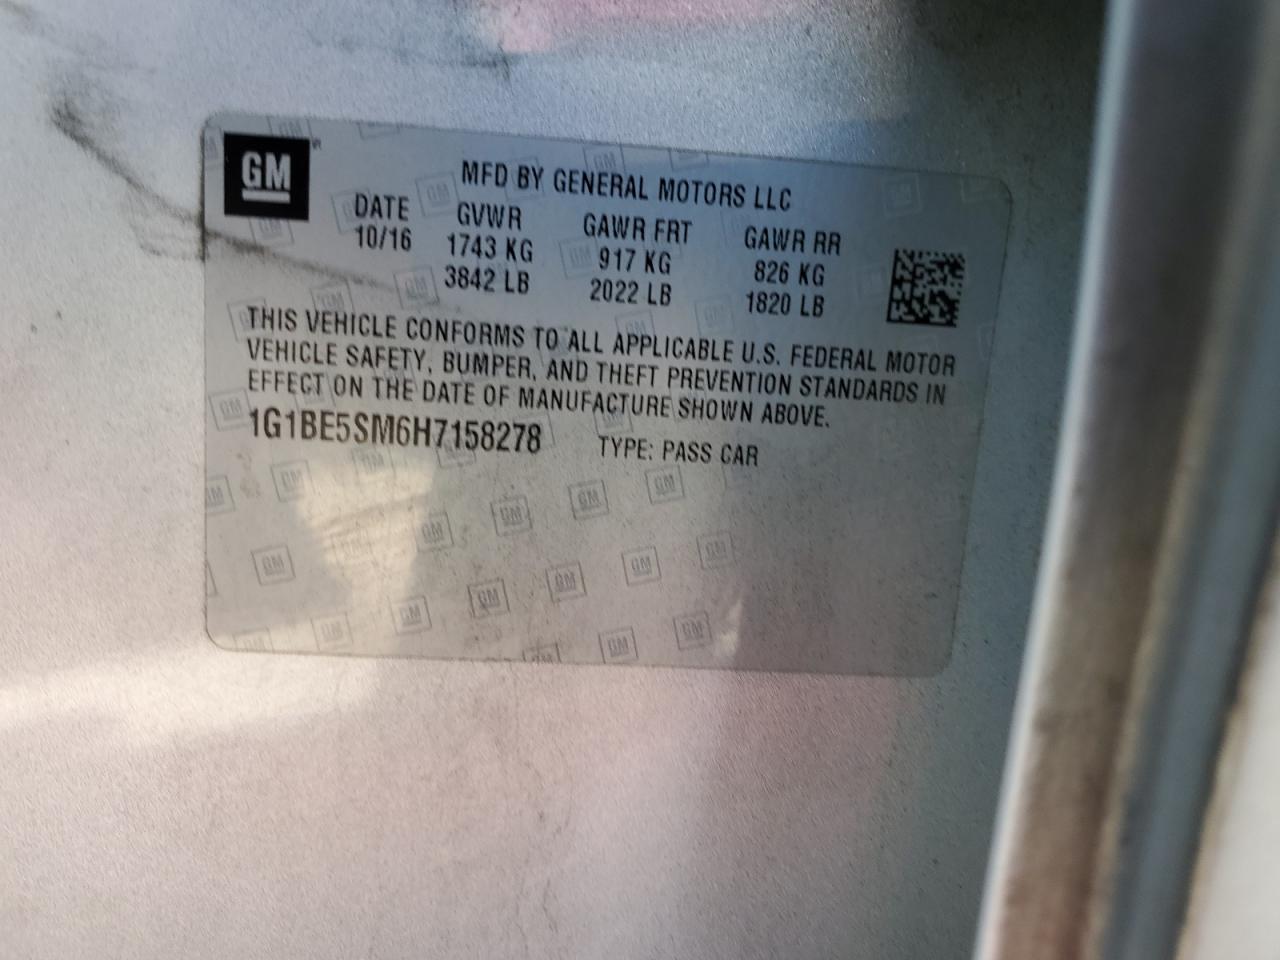 GM
MFD BY GENERAL MOTORS LLC
DATE GVWR GAWR FRT GAWR RR
10/16 1743 KG 917 KG 826 KG
3842 LB 2022 LB 1820 LB
THIS VEHICLE CONFORMS TO ALL APPLICABLE U.S. FEDERAL MOTOR
VEHICLE SAFETY, BUMPER, AND THEFT PREVENTION STANDARDS IN
EFFECT ON THE DATE OF MANUFACTURE SHOWN ABOVE.
1G1BE5SM6H7158278 TYPE: PASS CAR